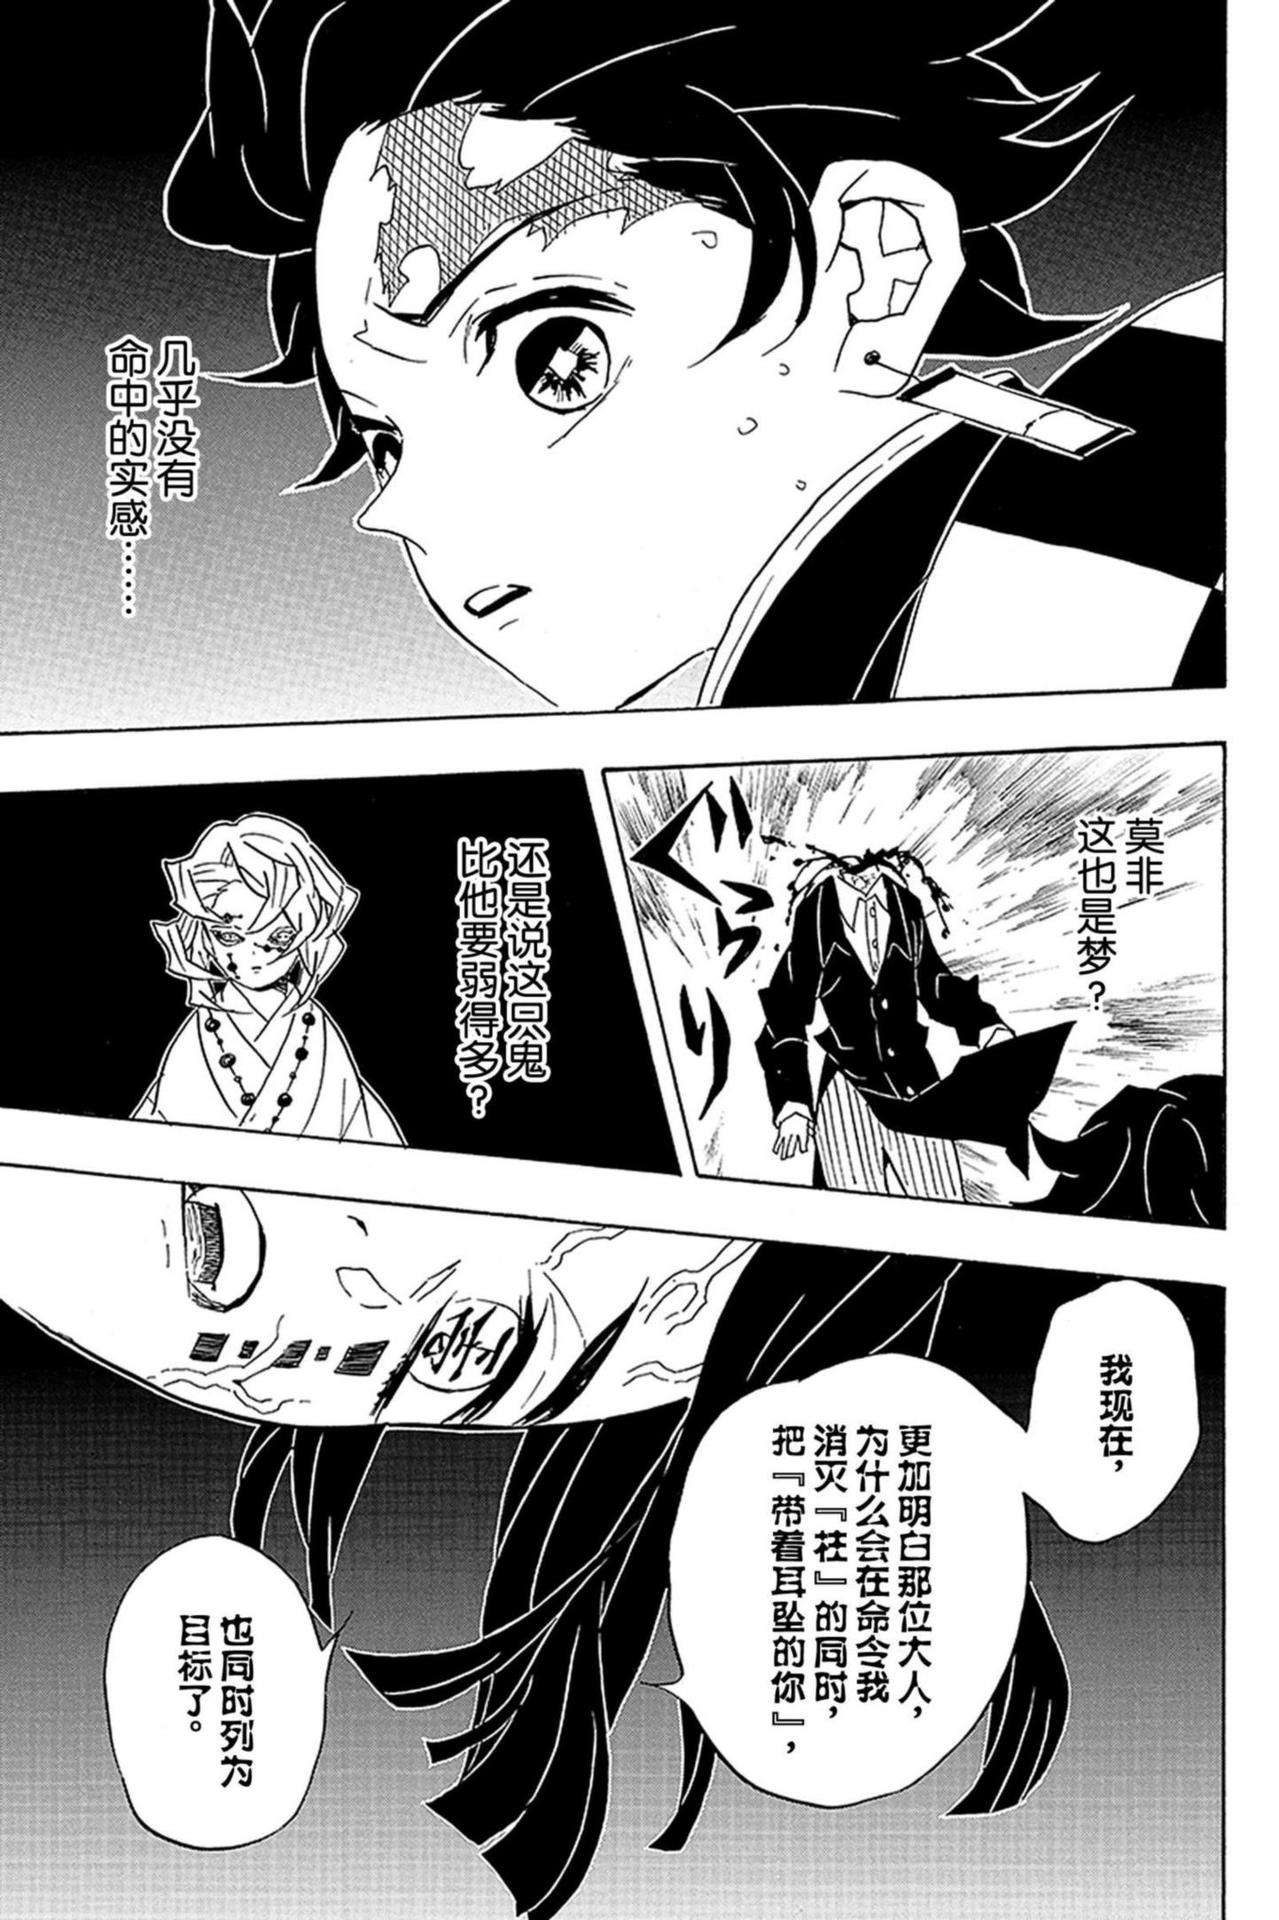 几乎没有
命中的实感……
莫非
这也是梦？
ぐらり
还是说这只鬼
比他要弱得多？
我现在，
更加明白那位大人，
为什么会在命令我
消灭『柱』的同时，
把『带着耳坠的你』，
也同时列为
目标了。